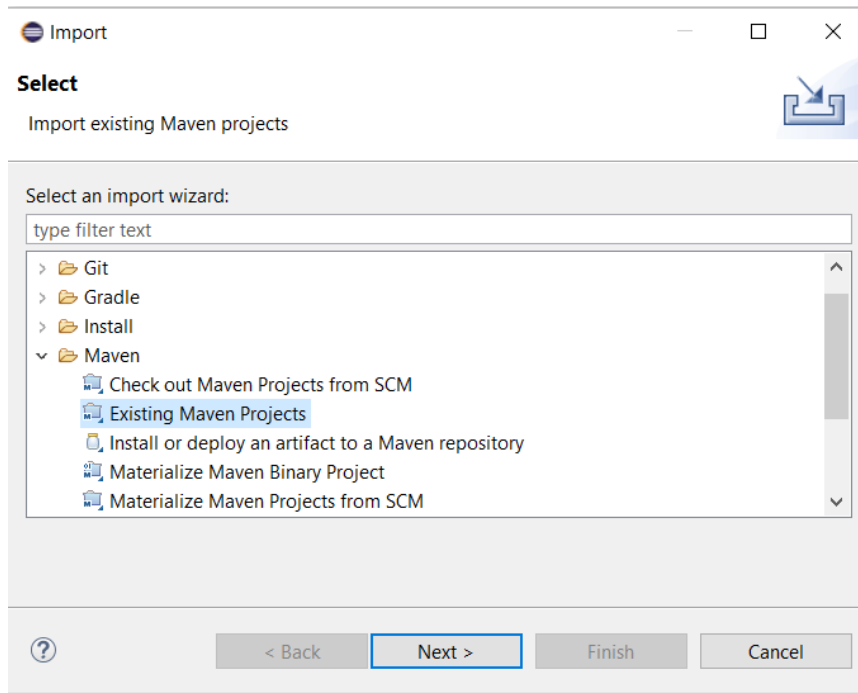 Import
Select
Import existing Maven projects
Select an import wizard:
type filter text
Git
Gradle
Install
Maven
Check out Maven Projects from SCM
Existing Maven Projects
Install or deploy an artifact to a Maven repository
Materialize Maven Binary Project
Materialize Maven Projects from SCM
? < Back Next > Finish Cancel